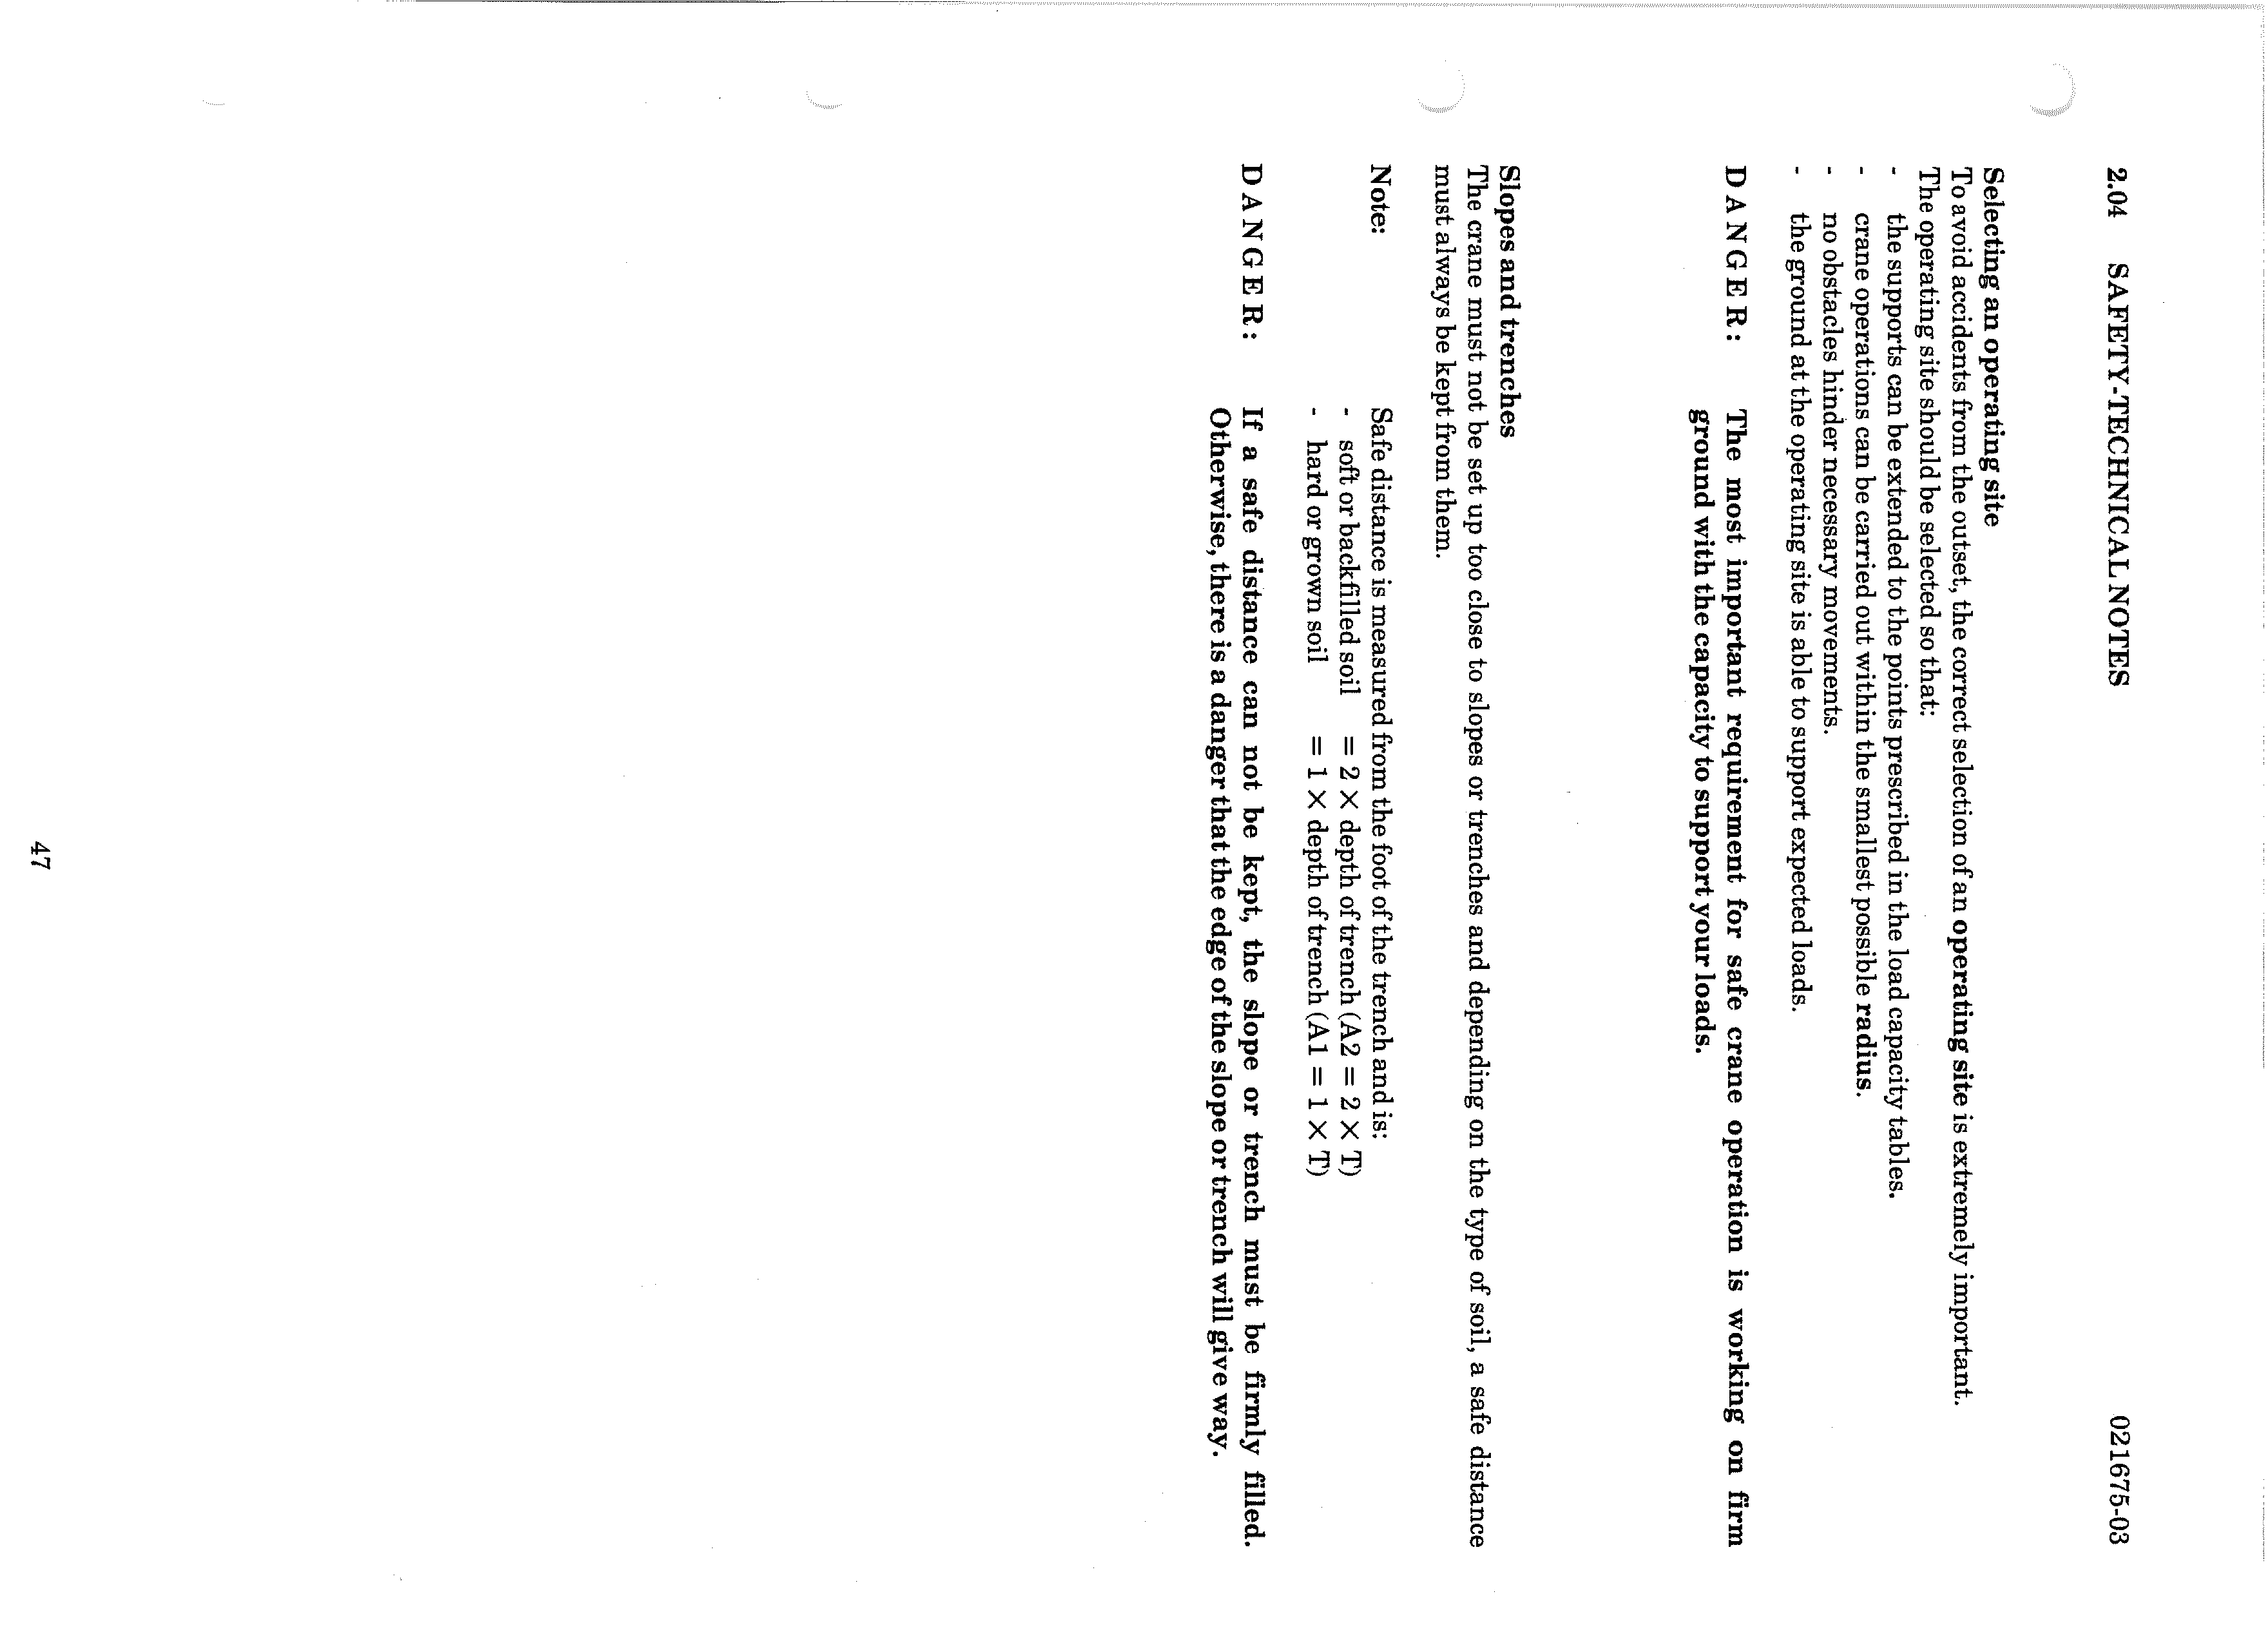 2.04 SAFETY-TECHNICAL NOTES 021675-03
Selecting an operating site
To avoid accidents from the outset, the correct selection of an operating site is extremely important.
The operating site should be selected so that:
- the supports can be extended to the points prescribed in the load capacity tables.
- crane operations can be carried out within the smallest possible radius.
- no obstacles hinder necessary movements.
- the ground at the operating site is able to support expected loads.
DANGER: The most important requirement for safe crane operation is working on firm
ground with the capacity to support your loads.
Slopes and trenches
The crane must not be set up too close to slopes or trenches and depending on the type of soil, a safe distance
must always be kept from them.
Note: Safe distance is measured from the foot of the trench and is:
- soft or backfilled soil = 2 × depth of trench (A2 = 2 × T)
- hard or grown soil = 1 × depth of trench (A1 = 1 × T)
DANGER: If a safe distance can not be kept, the slope or trench must be firmly filled.
Otherwise, there is a danger that the edge of the slope or trench will give way.
47